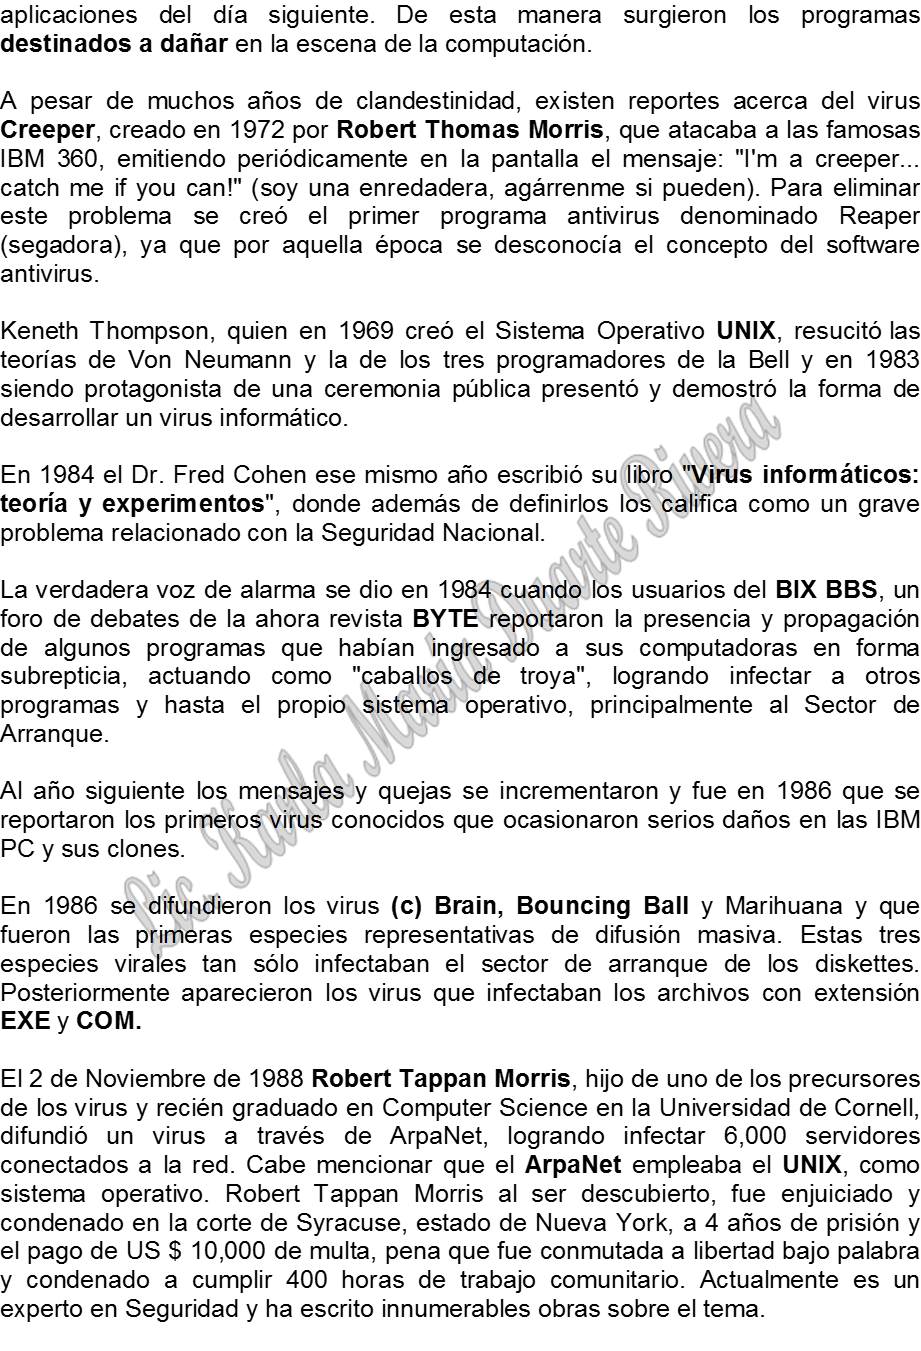 aplicaciones del día siguiente. De esta manera surgieron los programas
destinados a dañar en la escena de la computación.
A pesar de muchos años de clandestinidad, existen reportes acerca del virus
Creeper, creado en 1972 por Robert Thomas Morris, que atacaba a las famosas
IBM 360, emitiendo periódicamente en la pantalla el mensaje: "I'm a creeper...
catch me if you can!" (soy una enredadera, agárrenme si pueden). Para eliminar
este problema se creó el primer programa antivirus denominado Reaper
(segadora), ya que por aquella época se desconocía el concepto del software
antivirus.
Keneth Thompson, quien en 1969 creó el Sistema Operativo UNIX, resucitó las
teorías de Von Neumann y la de los tres programadores de la Bell y en 1983
siendo protagonista de una ceremonia pública presentó y demostró la forma de
desarrollar un virus informático.
En 1984 el Dr. Fred Cohen ese mismo año escribió su libro "Virus informáticos:
teoría y experimentos", donde además de definirlos los califica como un grave
problema relacionado con la Seguridad Nacional.
La verdadera voz de alarma se dio en 1984 cuando los usuarios del BIX BBS, un
foro de debates de la ahora revista BYTE reportaron la presencia y propagación
de algunos programas que habían ingresado a sus computadoras en forma
subrepticia, actuando como "caballos de troya", logrando infectar a otros
programas y hasta el propio sistema operativo, principalmente al Sector de
Arranque.
Al año siguiente los mensajes y quejas se incrementaron y fue en 1986 que se
reportaron los primeros virus conocidos que ocasionaron serios daños en las IBM
PC y sus clones.
En 1986 se difundieron los virus (c) Brain, Bouncing Ball y Marihuana y que
fueron las primeras especies representativas de difusión masiva. Estas tres
especies virales tan sólo infectaban el sector de arranque de los diskettes.
Posteriormente aparecieron los virus que infectaban los archivos con extensión
EXE y COM.
El 2 de Noviembre de 1988 Robert Tappan Morris, hijo de uno de los precursores
de los virus y recién graduado en Computer Science en la Universidad de Cornell,
difundió un virus a través de ArpaNet, logrando infectar 6,000 servidores
conectados a la red. Cabe mencionar que el ArpaNet empleaba el UNIX, como
sistema operativo. Robert Tappan Morris al ser descubierto, fue enjuiciado y
condenado en la corte de Syracuse, estado de Nueva York, a 4 años de prisión y
el pago de US $ 10,000 de multa, pena que fue conmutada a libertad bajo palabra
y condenado a cumplir 400 horas de trabajo comunitario. Actualmente es un
experto en Seguridad y ha escrito innumerables obras sobre el tema.
Lic. Karla Maria Duarte Rivera